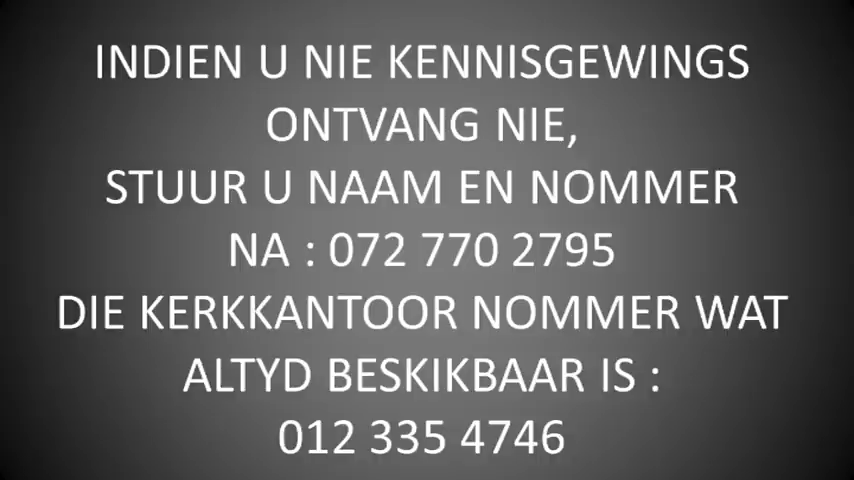 INDIEN U NIE KENNISGEWINGS
ONTVANG NIE,
STUUR U NAAM EN NOMMER
NA : 072 770 2795
DIE KERKKANTOOR NOMMER WAT
ALTYD BESKIKBAAR IS :
012 335 4746